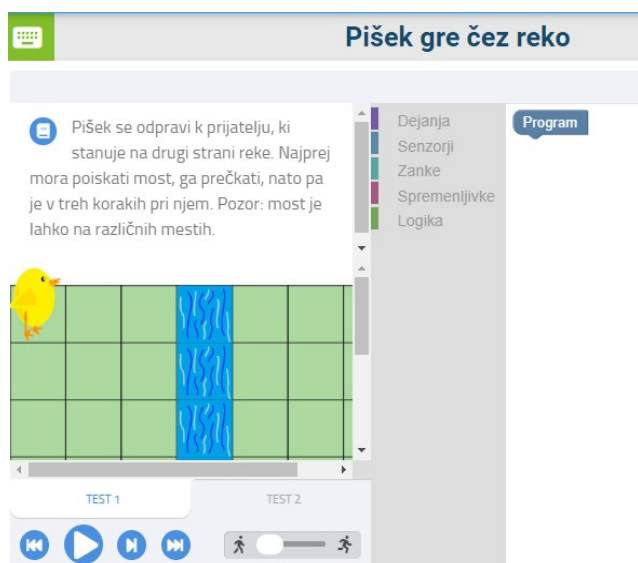 Pišek gre čez reko
Pišek se odpravi k prijatelju, ki
stanuje na drugi strani reke. Najprej
mora poiskati most, ga prečkati, nato pa
je v treh korakih pri njem. Pozor: most je
lahko na različnih mestih.
Dejanja
Senzorji
Zanke
Spremenljivke
Logika
Program
TEST 1
TEST 2